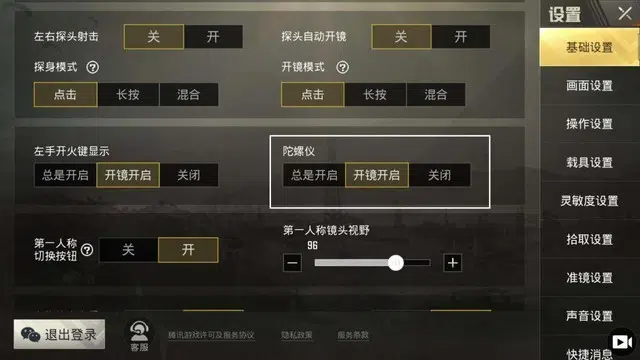 设置
左右探头射击 关 开
探头自动开镜 关 开
探身模式 ?
点击 长按 混合
开镜模式 ?
点击 长按 混合
左手开火键显示
总是开启 开镜开启 关闭
陀螺仪
总是开启 开镜开启 关闭
第一人称
切换按钮 ? 关 开
第一人称镜头视野
96
退出登录
客服
腾讯游戏许可及服务协议
隐私政策
服务条款
基础设置
画面设置
操作设置
载具设置
灵敏度设置
拾取设置
准镜设置
声音设置
快捷消息